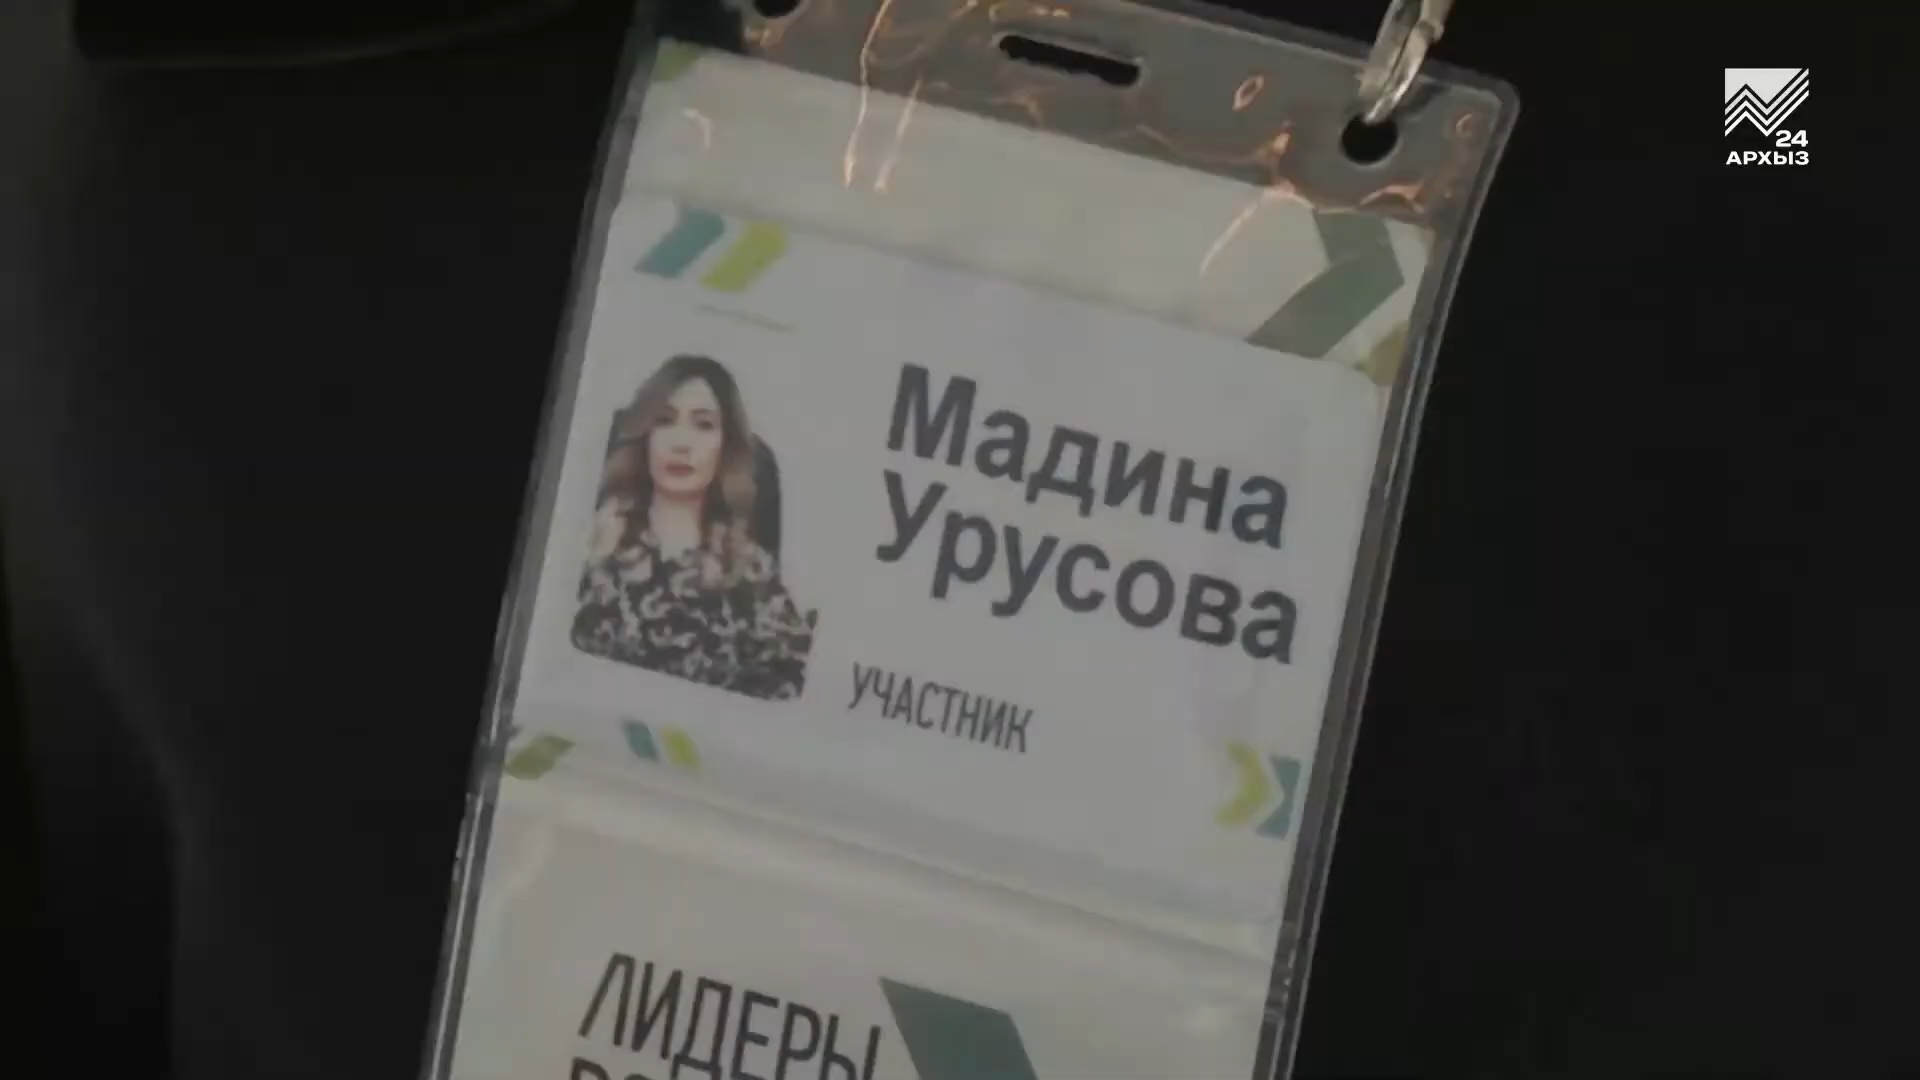 24
АРХЫЗ
Мадина
Урусова
УЧАСТНИК
ЛИДЕРЫ